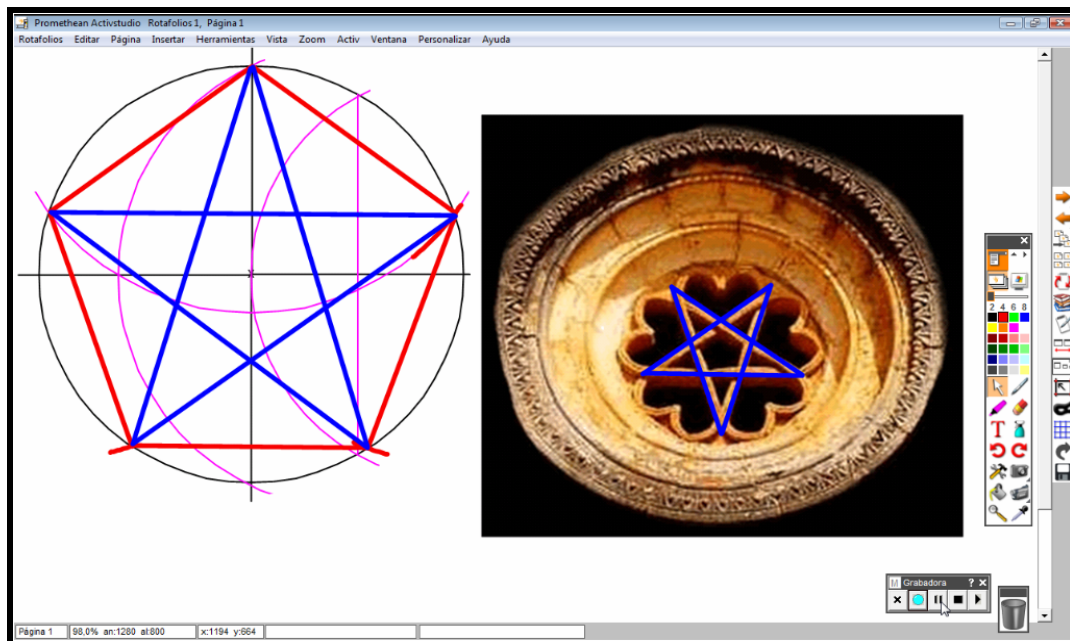 Promethean Activstudio Rotafolios 1, Página 1
Rotafolios Editar Página Insertar Herramientas Vista Zoom Activ Ventana Personalizar Ayuda
2 4 6 8
T
M Grabadora ? ×
Página 1 98,0% an:1280 al:800 x:1194 y:664